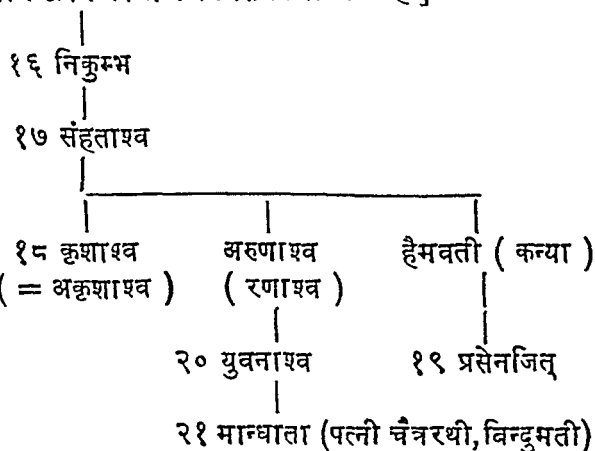 १६ निकुम्भ
१७ संहताश्व
१८ कृशाश्व अरुणाश्व हैमवती ( कन्या )
( = अकृशाश्व ) ( रणाश्व )
२० युवनाश्व १९ प्रसेनजित्
२१ मान्धाता (पत्नी चैत्ररथी, विन्दुमती)